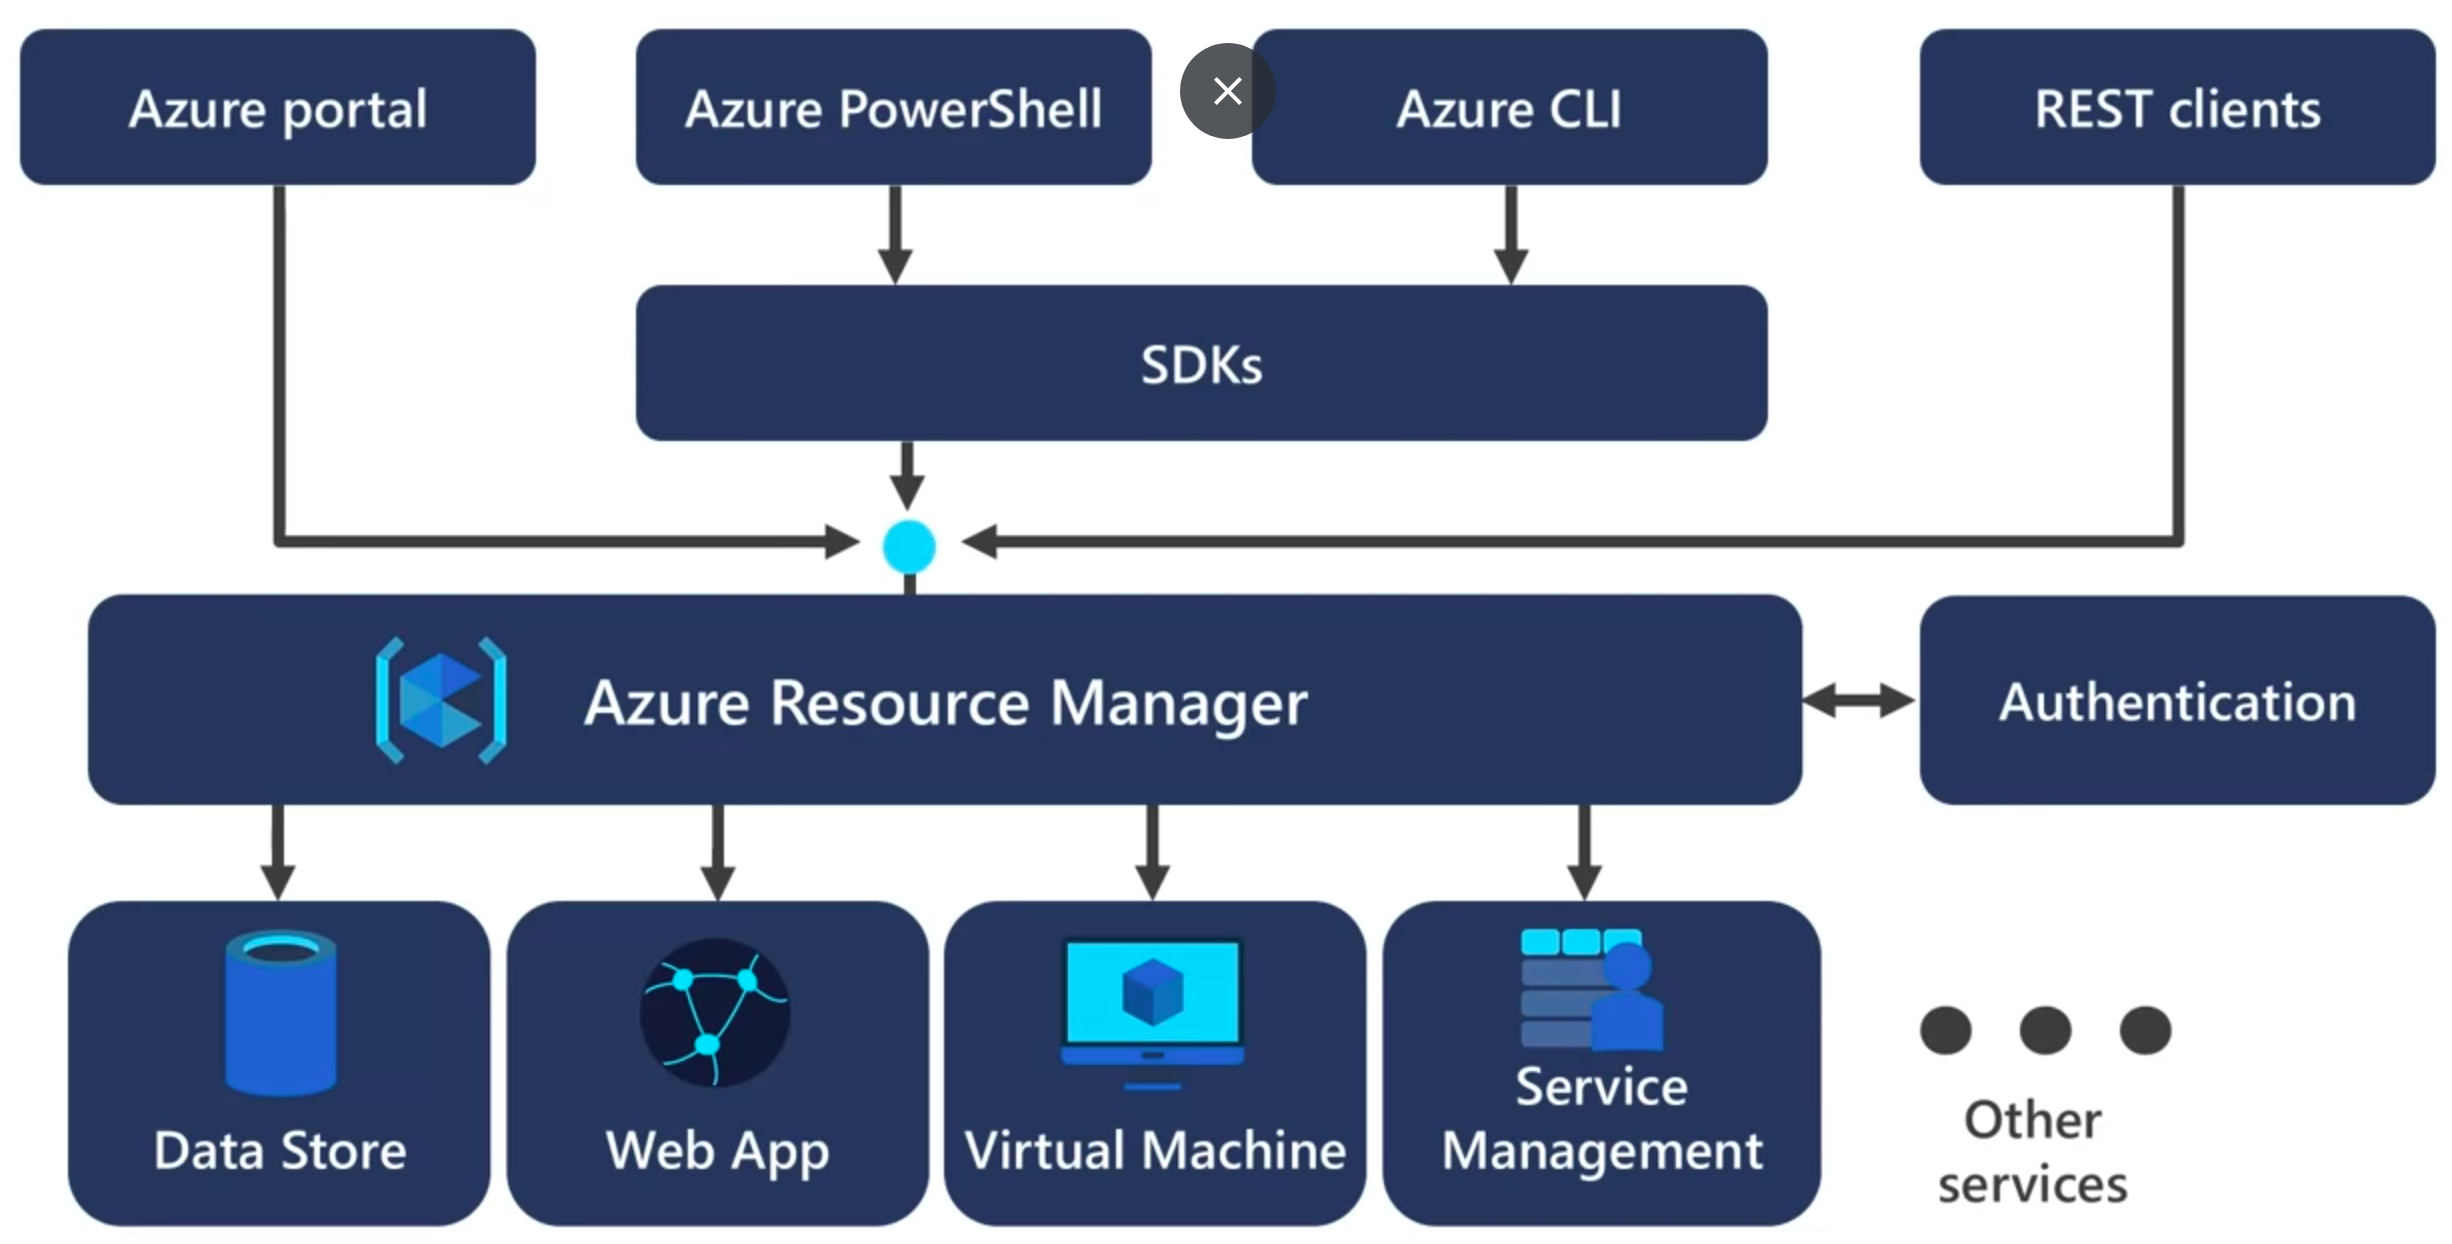 Azure portal
Azure PowerShell
Azure CLI
REST clients
SDKs
Azure Resource Manager
Authentication
Data Store
Web App
Virtual Machine
Service
Management
Other
services